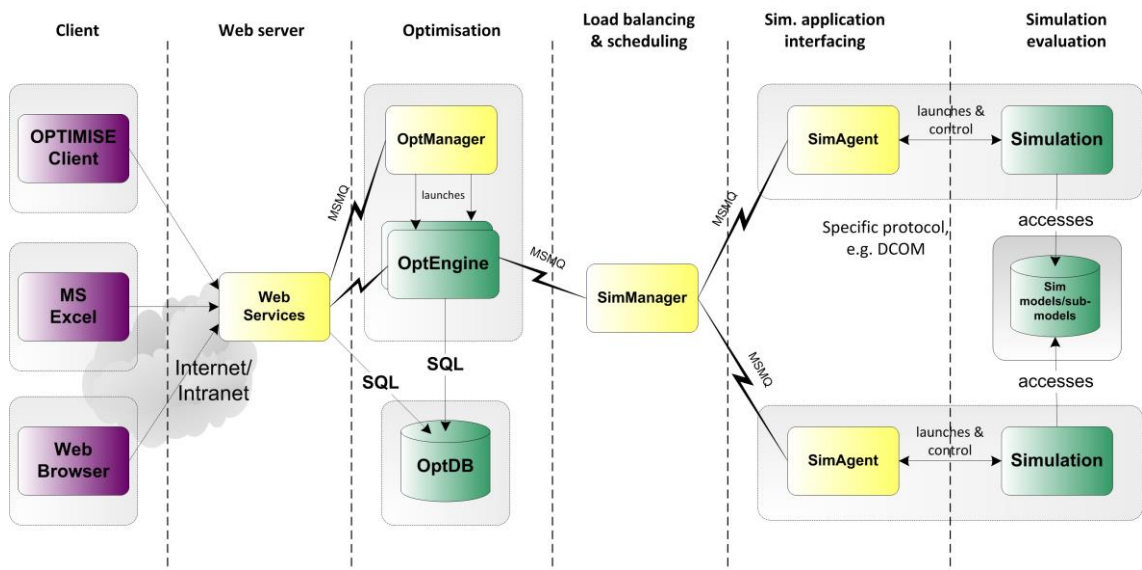 Client
Web server
Optimisation
Load balancing
& scheduling
Sim. application
interfacing
Simulation
evaluation
OPTIMISE
Client
MS
Excel
Web
Browser
Internet/
Intranet
Web
Services
MSMQ
OptManager
launches
OptEngine
SQL
SQL
OptDB
MSMQ
SimManager
MSMQ
MSMQ
SimAgent
launches &
control
Simulation
Specific protocol,
e.g. DCOM
accesses
Sim
models/sub-
models
accesses
SimAgent
launches &
control
Simulation